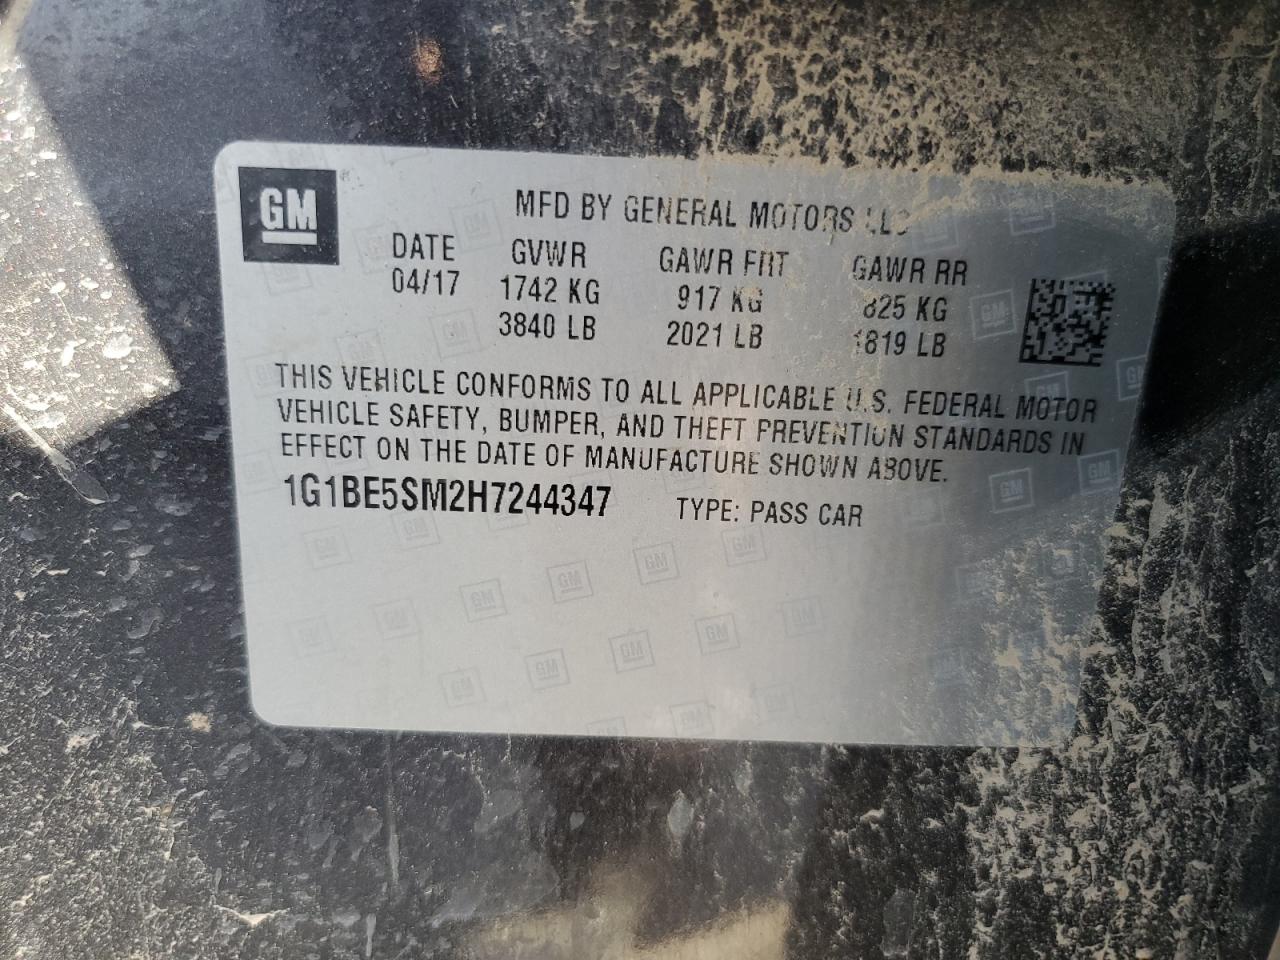 GM
MFD BY GENERAL MOTORS LLC
DATE GVWR GAWR FRT GAWR RR
04/17 1742 KG 917 KG 825 KG
3840 LB 2021 LB 1819 LB
THIS VEHICLE CONFORMS TO ALL APPLICABLE U.S. FEDERAL MOTOR
VEHICLE SAFETY, BUMPER, AND THEFT PREVENTION STANDARDS IN
EFFECT ON THE DATE OF MANUFACTURE SHOWN ABOVE.
1G1BE5SM2H7244347 TYPE: PASS CAR